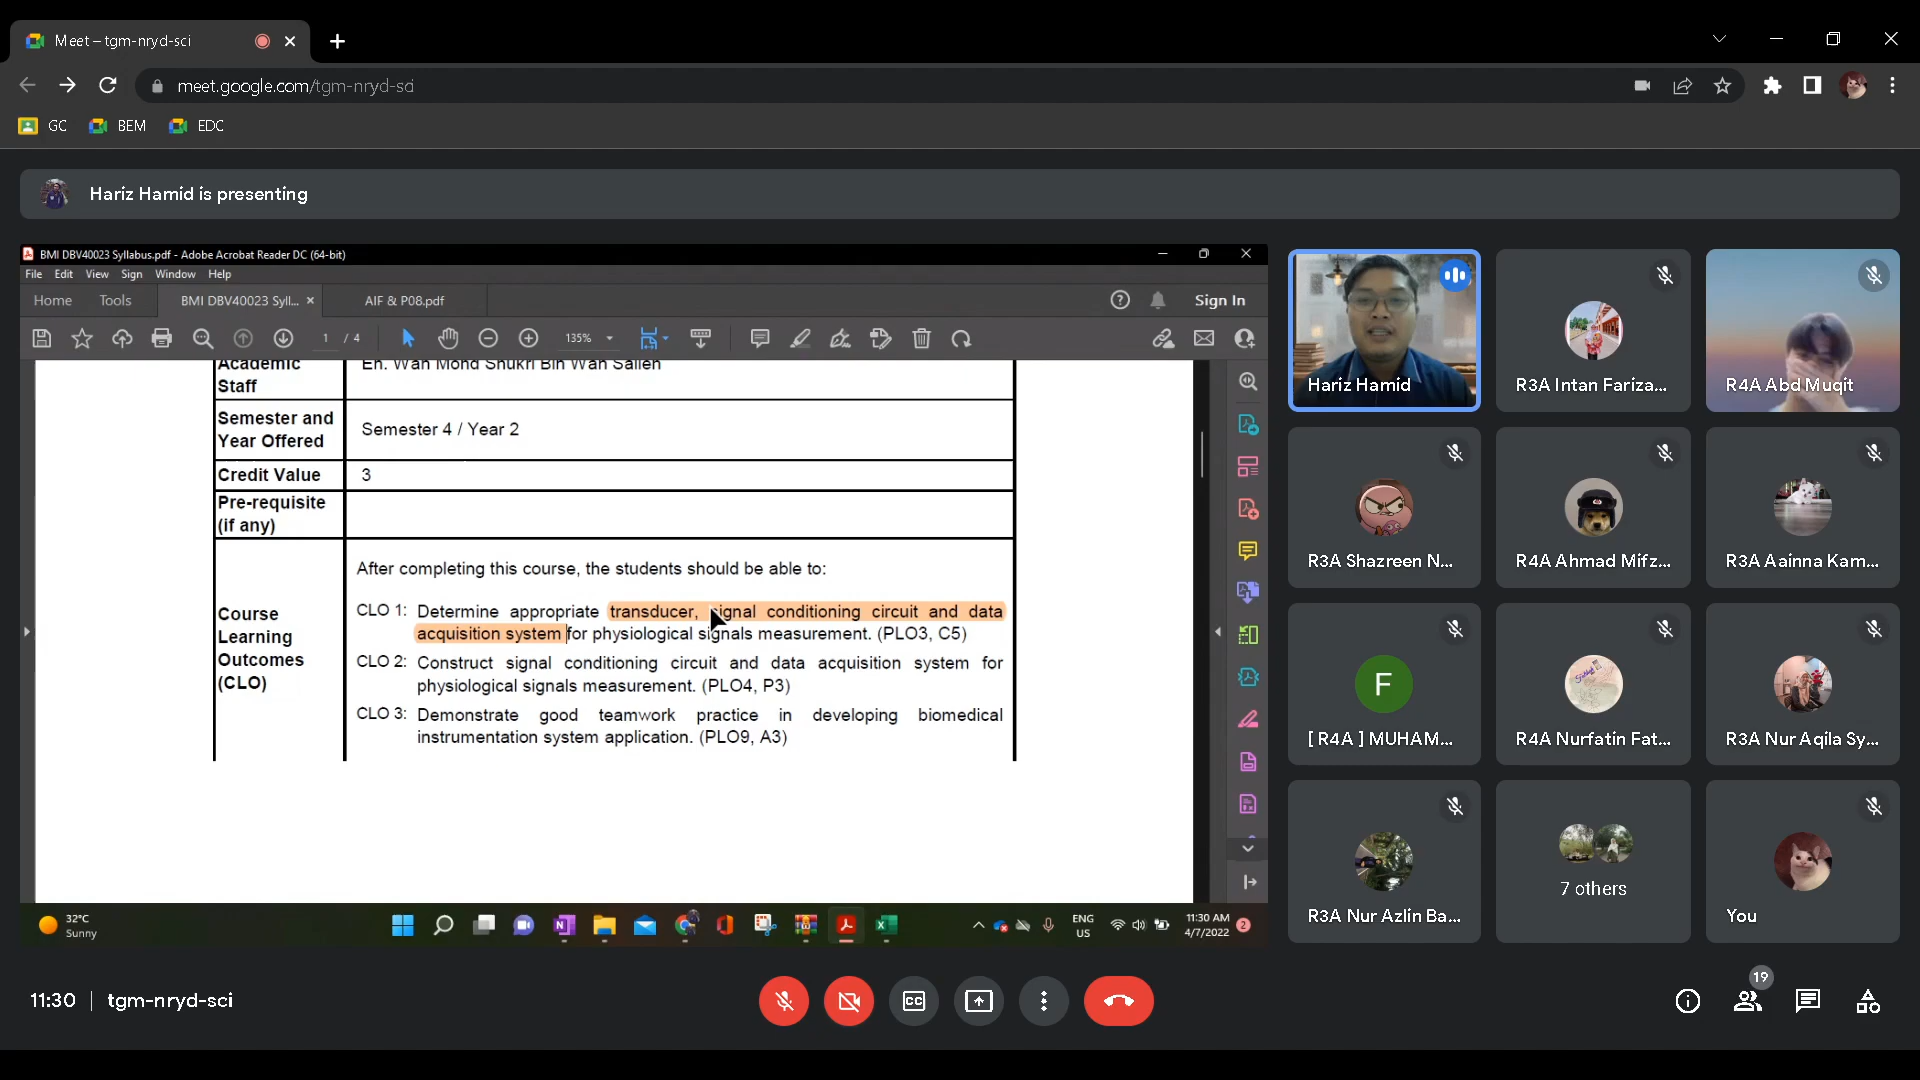 Meet – tgm-nryd-sci
meet.google.com/tgm-nryd-sci
GC BEM EDC
Hariz Hamid is presenting
BMI DBV40023 Syllabus.pdf - Adobe Acrobat Reader DC (64-bit)
File Edit View Sign Window Help
Home Tools BMI DBV40023 Syll... AIF & P08.pdf Sign In
1 / 4 135%
Academic En. Wan Mohd Shukri Bin Wan Salleh
Staff
Semester and
Year Offered
Semester 4 / Year 2
Credit Value 3
Pre-requisite
(if any)
After completing this course, the students should be able to:
Course
Learning
Outcomes
(CLO)
CLO 1: Determine appropriate transducer, signal conditioning circuit and data
acquisition system for physiological signals measurement. (PLO3, C5)
CLO 2: Construct signal conditioning circuit and data acquisition system for
physiological signals measurement. (PLO4, P3)
CLO 3: Demonstrate good teamwork practice in developing biomedical
instrumentation system application. (PLO9, A3)
32°C
Sunny
ENG
US
11:30 AM
4/7/2022
2
Hariz Hamid
R3A Intan Fariza...
R4A Abd Muqit
R3A Shazreen N...
R4A Ahmad Mifz...
R3A Aainna Kam...
F
[ R4A ] MUHAM...
R4A Nurfatin Fat...
R3A Nur Aqila Sy...
R3A Nur Azlin Ba...
7 others
You
11:30 | tgm-nryd-sci
CC
19